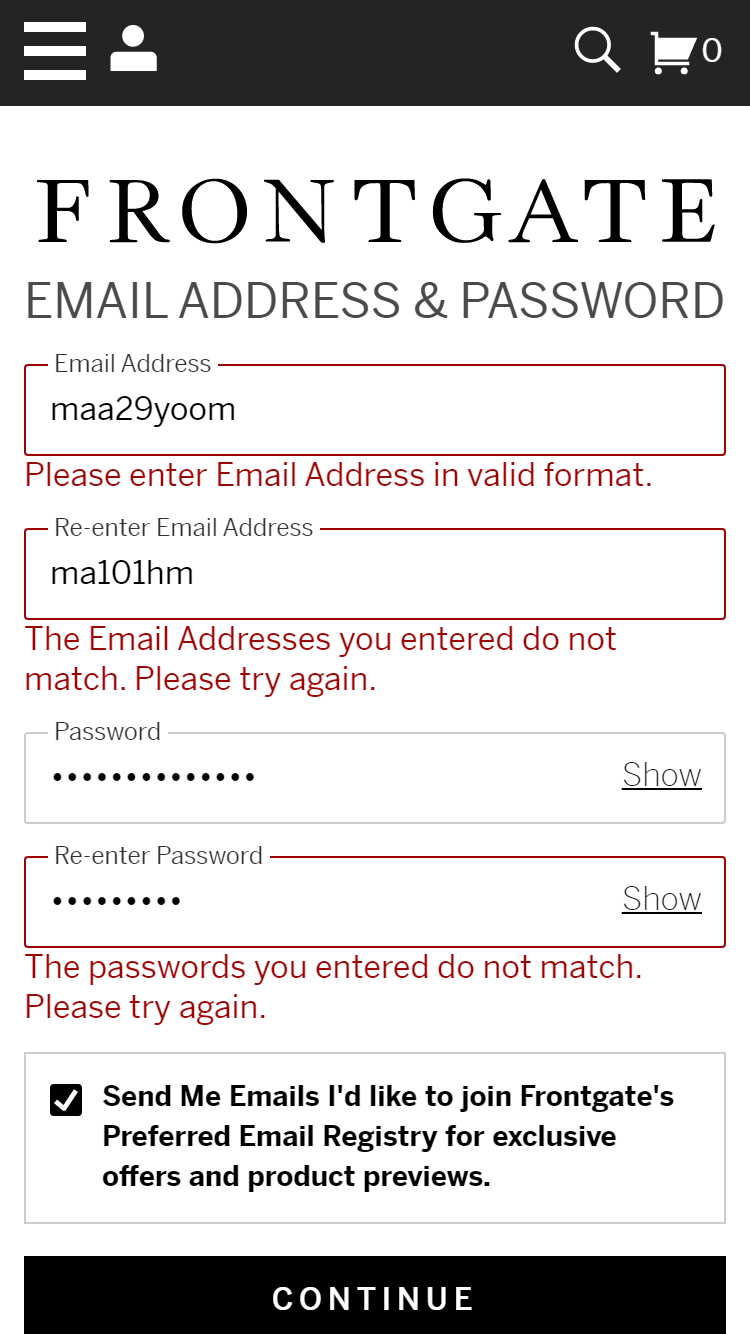 0
FRONTGATE
EMAIL ADDRESS & PASSWORD
Email Address
maa29yoom
Please enter Email Address in valid format.
Re-enter Email Address
ma101hm
The Email Addresses you entered do not
match. Please try again.
Password
•••••••••••••• Show
Re-enter Password
••••••••• Show
The passwords you entered do not match.
Please try again.
Send Me Emails I'd like to join Frontgate's
Preferred Email Registry for exclusive
offers and product previews.
CONTINUE